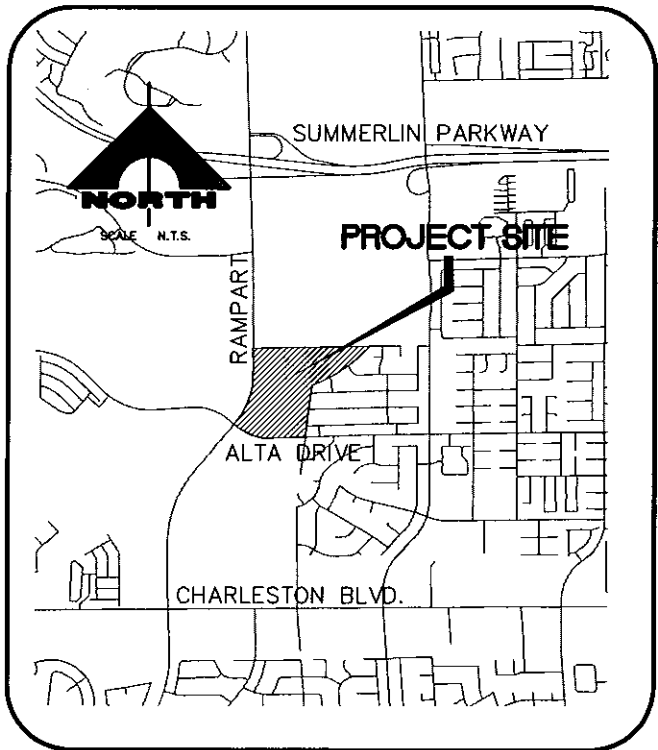 SUMMERLIN PARKWAY
NORTH
SCALE N.T.S.
PROJECT SITE
RAMPART
ALTA DRIVE
CHARLESTON BLVD.